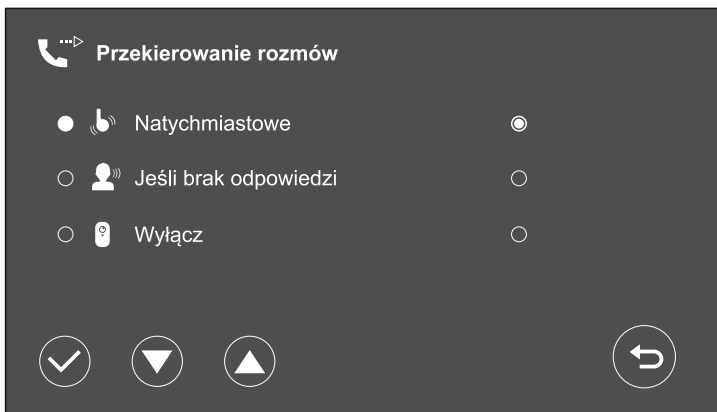 Przekierowanie rozmów
Natychmiastowe
Jeśli brak odpowiedzi
Wyłącz